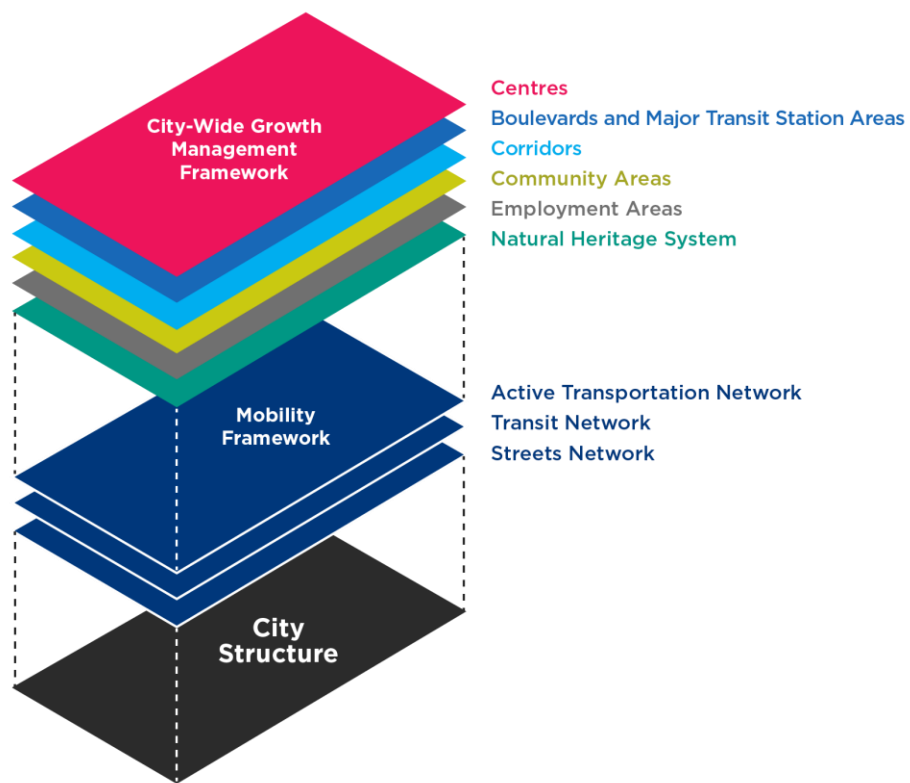 City-Wide Growth
Management
Framework
Centres
Boulevards and Major Transit Station Areas
Corridors
Community Areas
Employment Areas
Natural Heritage System
Mobility
Framework
Active Transportation Network
Transit Network
Streets Network
City
Structure